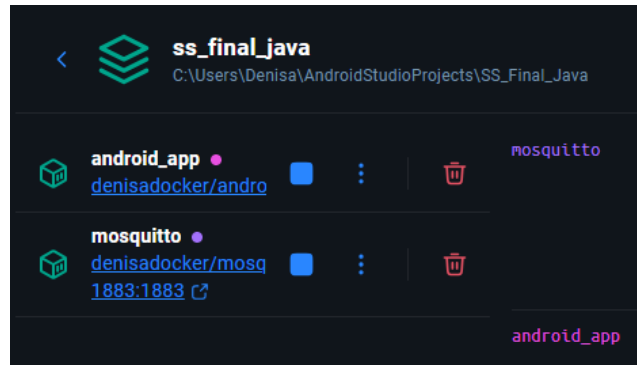 ss_final_java
C:\Users\Denisa\AndroidStudioProjects\SS_Final_Java
android_app
denisadocker/andro
mosquitto
denisadocker/mosq
1883:1883
mosquitto
android_app